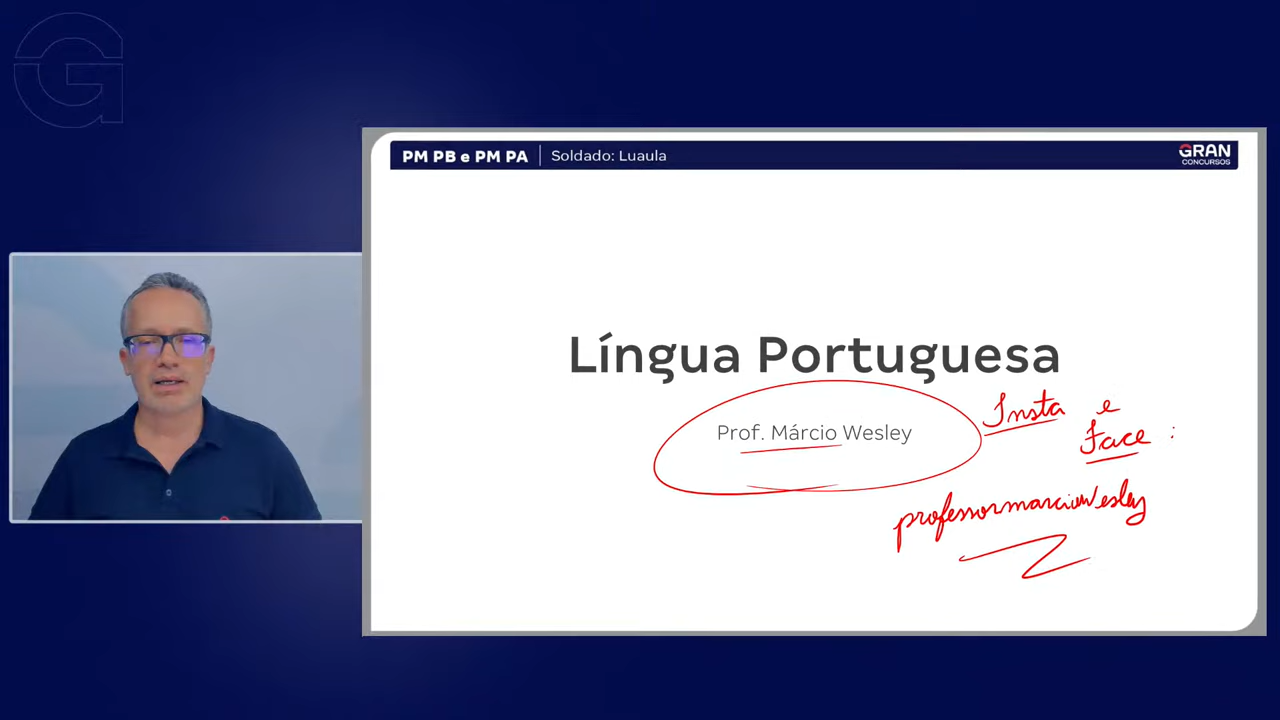 PM PB e PM PA
Soldado: Luaula
GRAN
CONCURSOS
Língua Portuguesa
Prof. Márcio Wesley
Insta e
Face :
professormarcioWesley